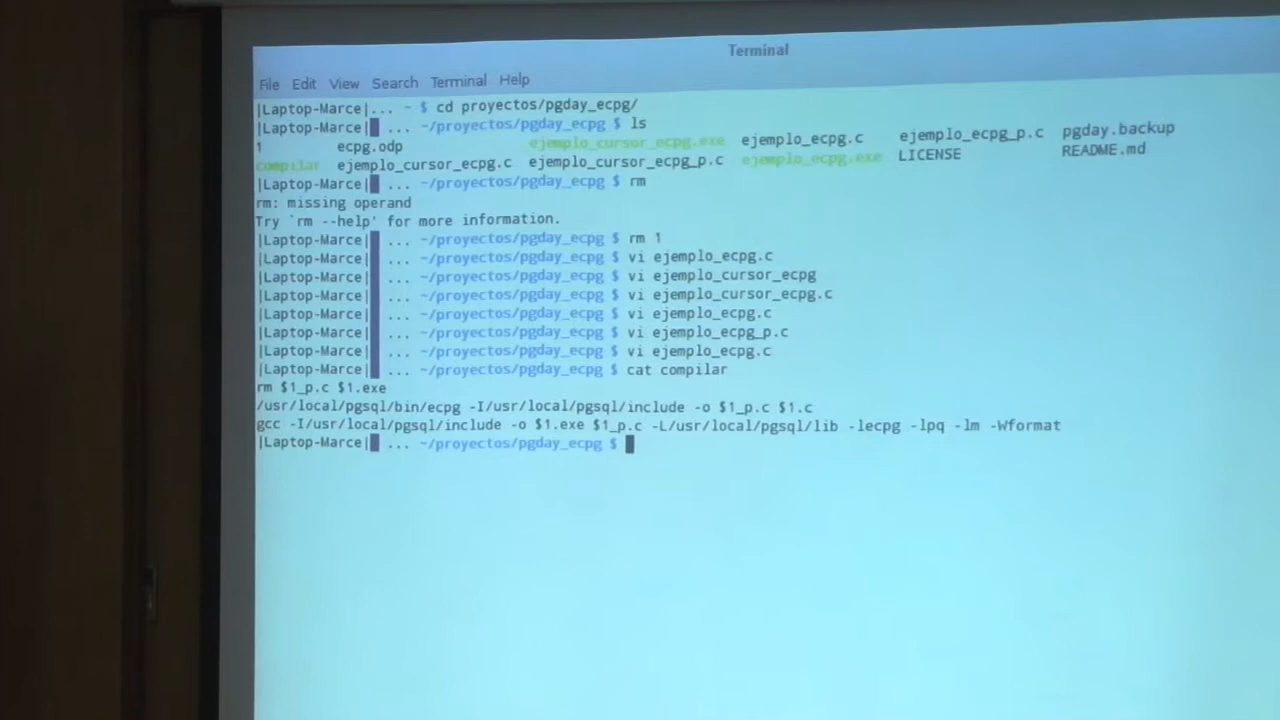 Terminal
File Edit View Search Terminal Help
|Laptop-Marce|... ~ $ cd proyectos/pgday_ecpg/
|Laptop-Marce| ... ~/proyectos/pgday_ecpg $ ls
1 ecpg.odp ejemplo_cursor_ecpg.exe ejemplo_ecpg.c ejemplo_ecpg_p.c pgday.backup
compilar ejemplo_cursor_ecpg.c ejemplo_cursor_ecpg_p.c ejemplo_ecpg.exe LICENSE README.md
|Laptop-Marce| ... ~/proyectos/pgday_ecpg $ rm
rm: missing operand
Try `rm --help' for more information.
|Laptop-Marce| ... ~/proyectos/pgday_ecpg $ rm 1
|Laptop-Marce| ... ~/proyectos/pgday_ecpg $ vi ejemplo_ecpg.c
|Laptop-Marce| ... ~/proyectos/pgday_ecpg $ vi ejemplo_cursor_ecpg
|Laptop-Marce| ... ~/proyectos/pgday_ecpg $ vi ejemplo_cursor_ecpg.c
|Laptop-Marce| ... ~/proyectos/pgday_ecpg $ vi ejemplo_ecpg.c
|Laptop-Marce| ... ~/proyectos/pgday_ecpg $ vi ejemplo_ecpg_p.c
|Laptop-Marce| ... ~/proyectos/pgday_ecpg $ vi ejemplo_ecpg.c
|Laptop-Marce| ... ~/proyectos/pgday_ecpg $ cat compilar
rm $1_p.c $1.exe
/usr/local/pgsql/bin/ecpg -I/usr/local/pgsql/include -o $1_p.c $1.c
gcc -I/usr/local/pgsql/include -o $1.exe $1_p.c -L/usr/local/pgsql/lib -lecpg -lpq -lm -Wformat
|Laptop-Marce| ... ~/proyectos/pgday_ecpg $